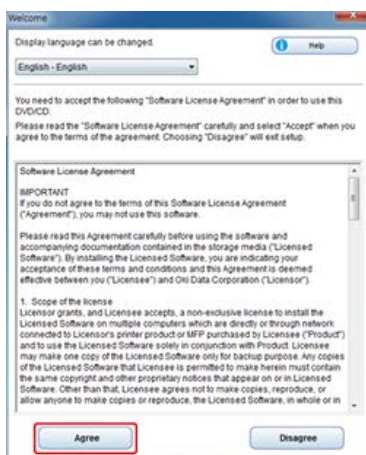 Welcome
Display language can be changed.
Help
English - English
You need to accept the following "Software License Agreement" in order to use this
DVD/CD.
Please read the "Software License Agreement" carefully and select "Accept" when you
agree to the terms of the agreement. Choosing "Disagree" will exit setup.
Software License Agreement
IMPORTANT
If you do not agree to the terms of this Software License Agreement
("Agreement"), you may not use this software.
Please read this Agreement carefully before using the software and
accompanying documentation contained in the storage media ("Licensed
Software"). By installing the Licensed Software, you are indicating your
acceptance of these terms and conditions and this Agreement is deemed
effective between you ("Licensee") and Oki Data Corporation ("Licensor").
1. Scope of the license
Licensor grants, and Licensee accepts, a non-exclusive license to install the
Licensed Software on multiple computers which are directly or through network
connected to Licensor's printer product or MFP purchased by Licensee ("Product")
and to use the Licensed Software solely in conjunction with Product. Licensee
may make one copy of the Licensed Software only for backup purpose. Any copies
of the Licensed Software that Licensee is permitted to make herein must contain
the same copyright and other proprietary notices that appear on or in Licensed
Software. Other than that, Licensee agrees not to make copies, reproduce, or
allow anyone to make copies or reproduce, the Licensed Software, in whole or in
Agree
Disagree